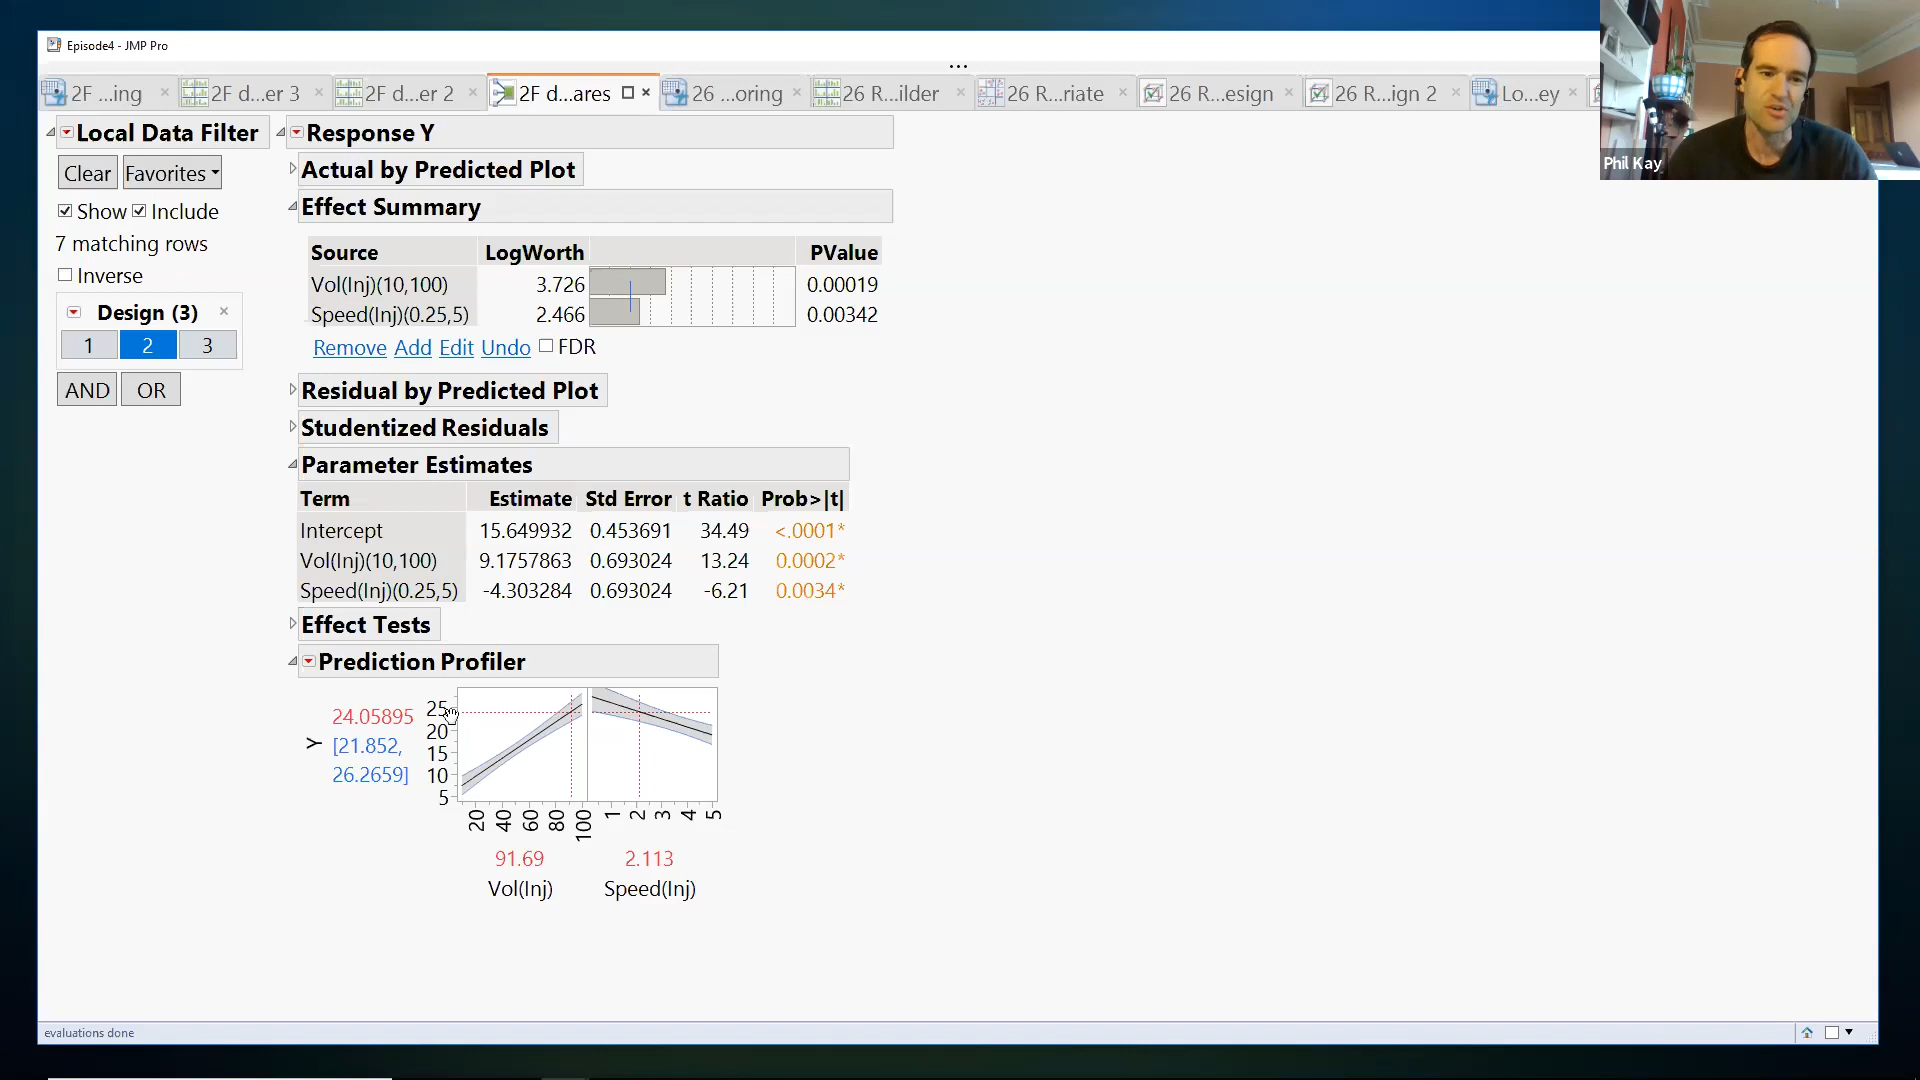 Episode4 - JMP Pro
2F ...ing
2F d...er 3
2F d...er 2
2F d...ares
26 ...oring
26 R...ilder
26 R...riate
26 R...esign
26 R...ign 2
Lo...ey
Phil Kay
Local Data Filter
Clear
Favorites
Show
Include
7 matching rows
Inverse
Design (3)
1
2
3
AND
OR
Response Y
Actual by Predicted Plot
Effect Summary
Source LogWorth PValue
Vol(Inj)(10,100) 3.726 0.00019
Speed(Inj)(0.25,5) 2.466 0.00342
Remove Add Edit Undo FDR
Residual by Predicted Plot
Studentized Residuals
Parameter Estimates
Term Estimate Std Error t Ratio Prob>|t|
Intercept 15.649932 0.453691 34.49 <.0001*
Vol(Inj)(10,100) 9.1757863 0.693024 13.24 0.0002*
Speed(Inj)(0.25,5) -4.303284 0.693024 -6.21 0.0034*
Effect Tests
Prediction Profiler
Y
24.05895
[21.852,
26.2659]
25
20
15
10
5
20 40 60 80 100 1 2 3 4 5
91.69 2.113
Vol(Inj) Speed(Inj)
evaluations done